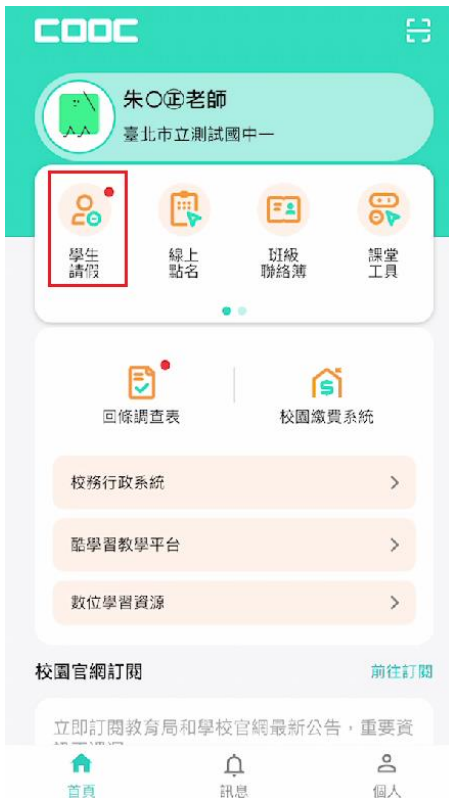 COOC
朱○㊣老師
臺北市立測試國中一
學生
請假
線上
點名
班級
聯絡簿
課堂
工具
回條調查表
校園繳費系統
校務行政系統
酷學習教學平台
數位學習資源
校園官網訂閱
前往訂閱
立即訂閱教育局和學校官網最新公告，重要資
首頁
訊息
個人